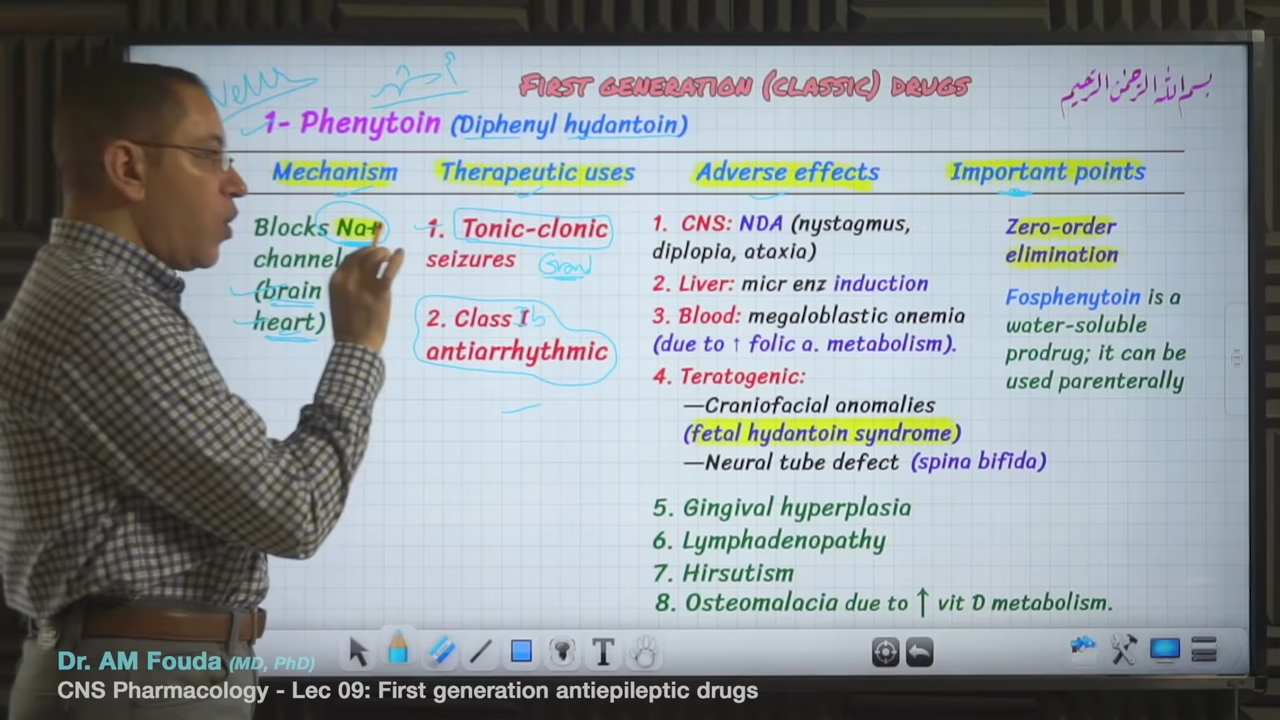 FIRST GENERATION (CLASSIC) DRUGS
بسم الله الرحمن الرحيم
1- Phenytoin (Diphenyl hydantoin)
Mechanism
Blocks Na+
channel
(brain
heart)
Therapeutic uses
1. Tonic-clonic
seizures
Grand
2. Class Ib
antiarrhythmic
Adverse effects
1. CNS: NDA (nystagmus,
diplopia, ataxia)
2. Liver: micr enz induction
3. Blood: megaloblastic anemia
(due to ↑ folic a. metabolism).
4. Teratogenic:
—Craniofacial anomalies
(fetal hydantoin syndrome)
—Neural tube defect (spina bifida)
5. Gingival hyperplasia
6. Lymphadenopathy
7. Hirsutism
8. Osteomalacia due to ↑ vit D metabolism.
Important points
Zero-order
elimination
Fosphenytoin is a
water-soluble
prodrug; it can be
used parenterally
T
Dr. AM Fouda (MD, PhD)
CNS Pharmacology - Lec 09: First generation antiepileptic drugs